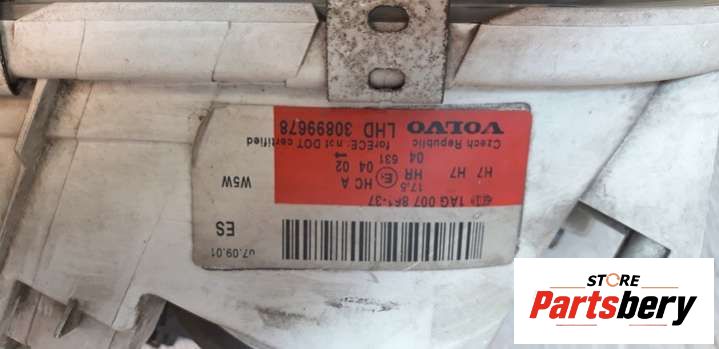 1AG 007 861-37
17,5 HC A
H7 H7 HR E1
W5W
04 631 04 02 →
Czech Republic for ECE: not DOT certified
VOLVO LHD 30899678
ES
07.09.01
STORE
Partsbery